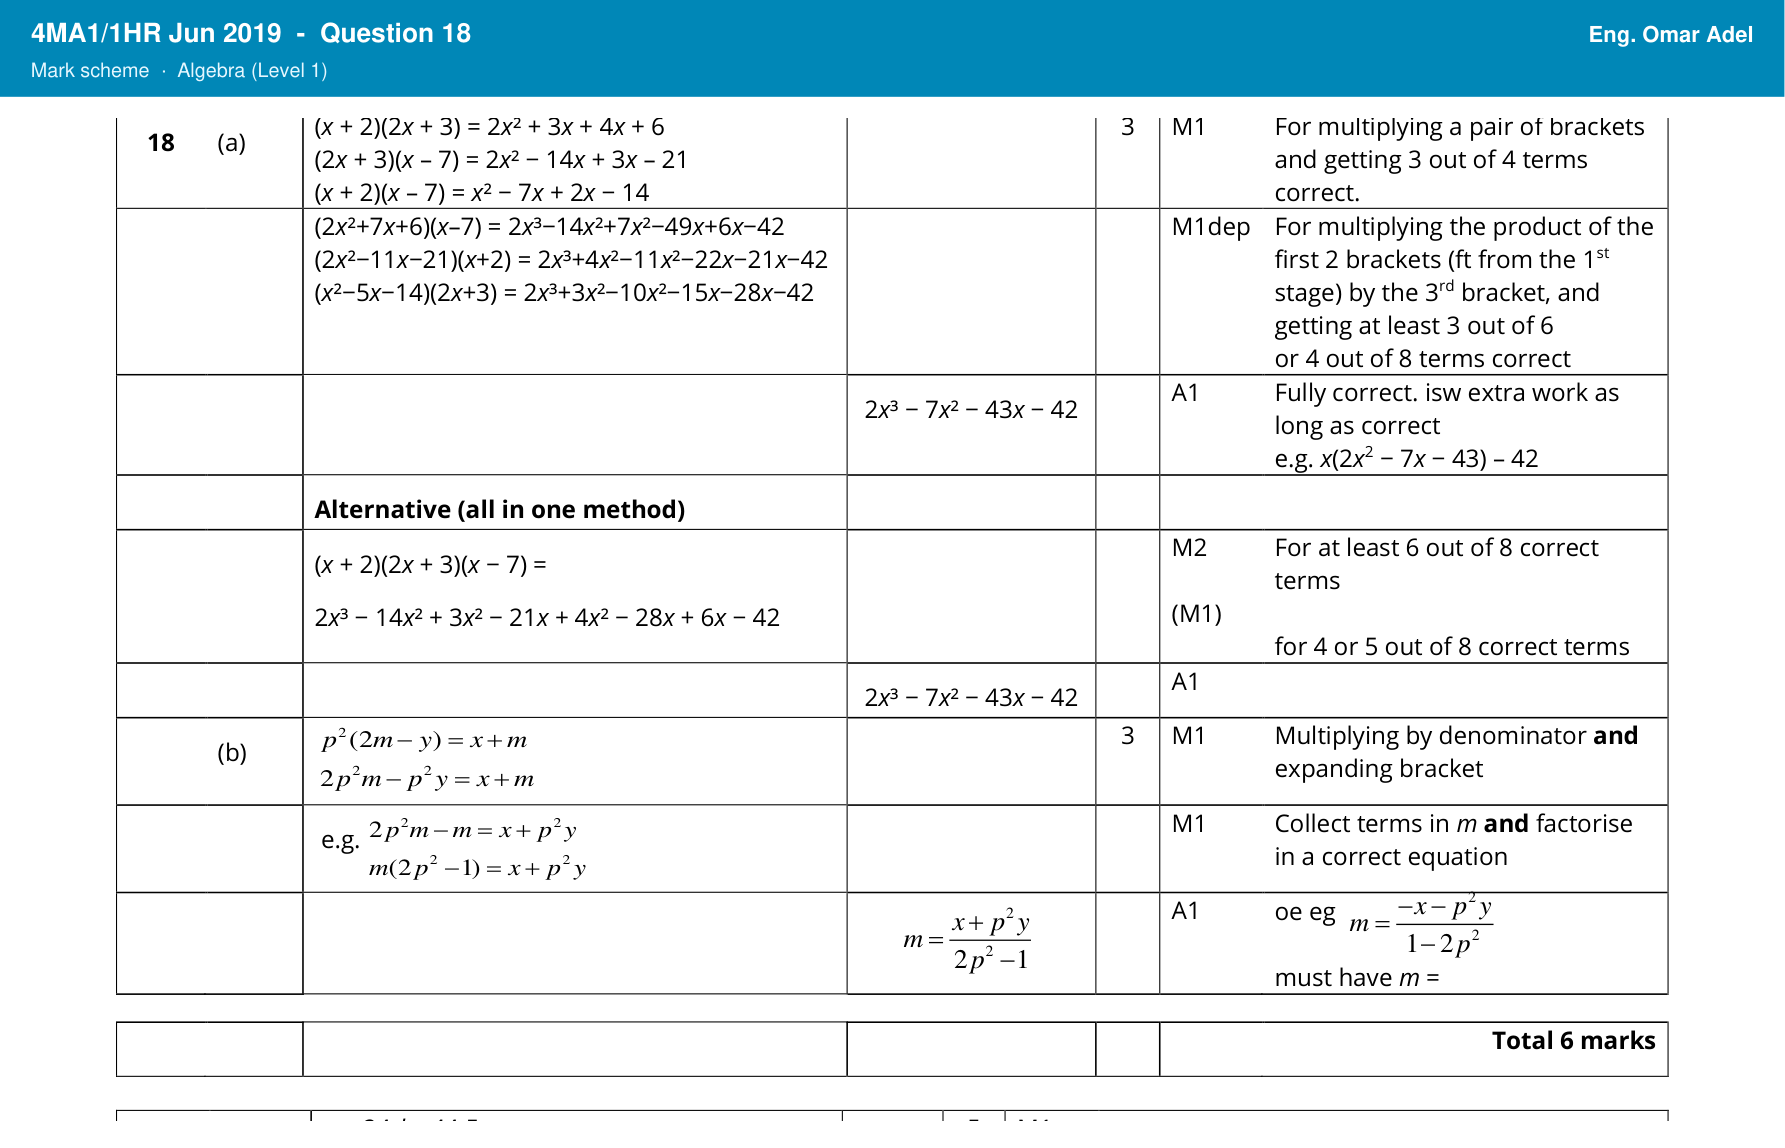 4MA1/1HR Jun 2019 - Question 18
Eng. Omar Adel
Mark scheme · Algebra (Level 1)
18 (a) (x + 2)(2x + 3) = 2x² + 3x + 4x + 6 3 M1 For multiplying a pair of brackets
(2x + 3)(x – 7) = 2x² − 14x + 3x – 21 and getting 3 out of 4 terms
(x + 2)(x – 7) = x² − 7x + 2x − 14 correct.
(2x²+7x+6)(x–7) = 2x³−14x²+7x²−49x+6x−42 M1dep For multiplying the product of the
(2x²−11x−21)(x+2) = 2x³+4x²−11x²−22x−21x−42 first 2 brackets (ft from the 1st
(x²−5x−14)(2x+3) = 2x³+3x²−10x²−15x−28x−42 stage) by the 3rd bracket, and
getting at least 3 out of 6
or 4 out of 8 terms correct
2x³ − 7x² − 43x − 42 A1 Fully correct. isw extra work as
long as correct
e.g. x(2x² − 7x − 43) – 42
Alternative (all in one method)
(x + 2)(2x + 3)(x − 7) = M2 For at least 6 out of 8 correct
terms
2x³ − 14x² + 3x² − 21x + 4x² − 28x + 6x − 42 (M1)
for 4 or 5 out of 8 correct terms
2x³ − 7x² − 43x − 42 A1
(b) p²(2m − y) = x + m 3 M1 Multiplying by denominator and
2p²m − p²y = x + m expanding bracket
e.g. 2p²m − m = x + p²y M1 Collect terms in m and factorise
m(2p² − 1) = x + p²y in a correct equation
m = (x + p²y)/(2p² − 1) A1 oe eg m = (−x − p²y)/(1 − 2p²)
must have m =
Total 6 marks